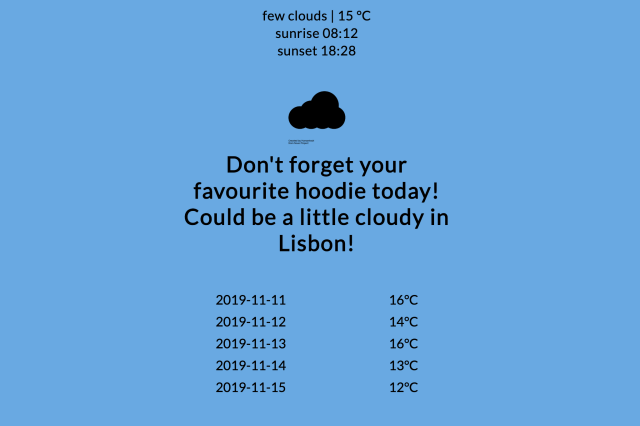 few clouds | 15 °C
sunrise 08:12
sunset 18:28
Don't forget your
favourite hoodie today!
Could be a little cloudy in
Lisbon!
2019-11-11 16°C
2019-11-12 14°C
2019-11-13 16°C
2019-11-14 13°C
2019-11-15 12°C